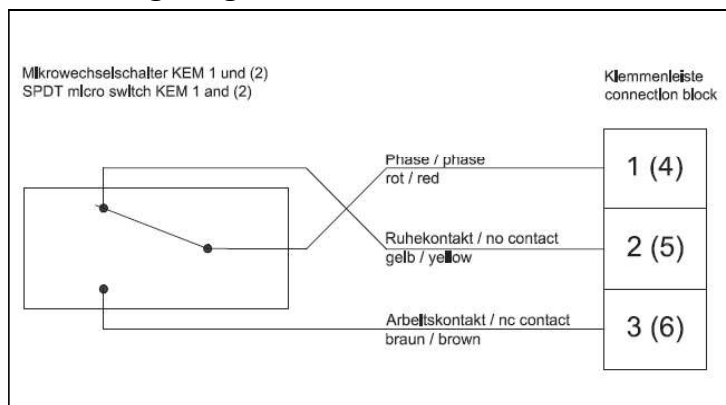 Mikrowechselschalter KEM 1 und (2)
SPDT micro switch KEM 1 and (2)
Klemmenleiste
connection block
Phase / phase
rot / red
1 (4)
Ruhekontakt / no contact
gelb / yellow
2 (5)
Arbeitskontakt / nc contact
braun / brown
3 (6)